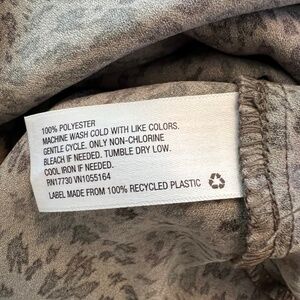 100% POLYESTER
MACHINE WASH COLD WITH LIKE COLORS.
GENTLE CYCLE. ONLY NON-CHLORINE
BLEACH IF NEEDED. TUMBLE DRY LOW.
COOL IRON IF NEEDED.
RN17730 VN1055164
LABEL MADE FROM 100% RECYCLED PLASTIC